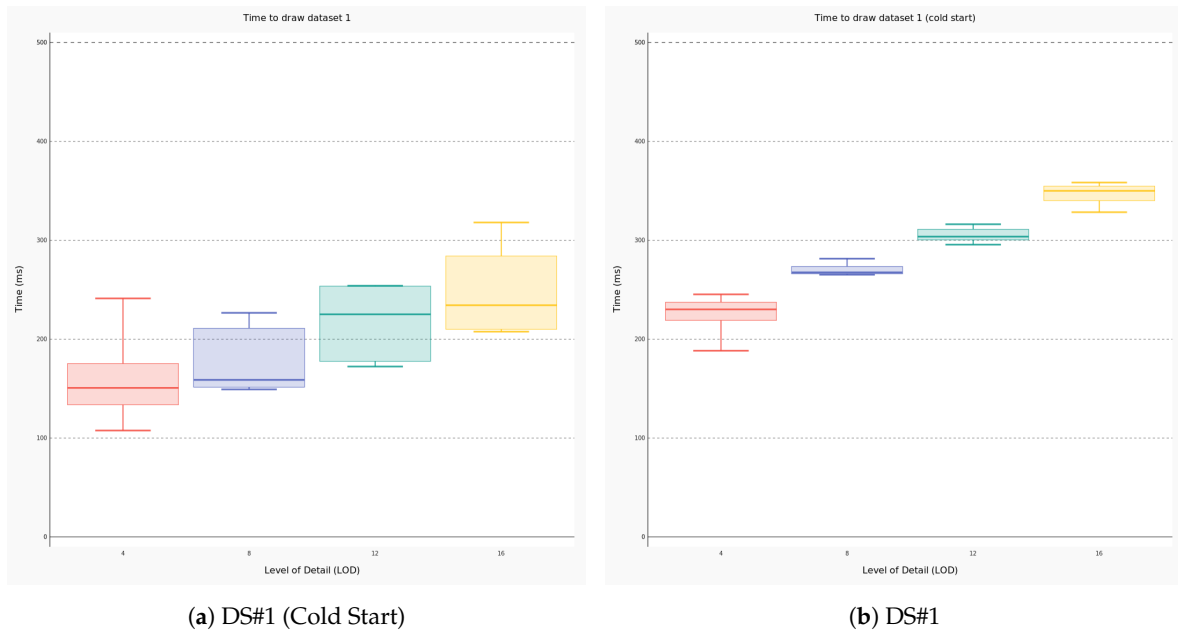 Time to draw dataset 1
500
400
300
200
100
0
Time (ms)
4 8 12 16
Level of Detail (LOD)
(a) DS#1 (Cold Start)
Time to draw dataset 1 (cold start)
500
400
300
200
100
0
Time (ms)
4 8 12 16
Level of Detail (LOD)
(b) DS#1